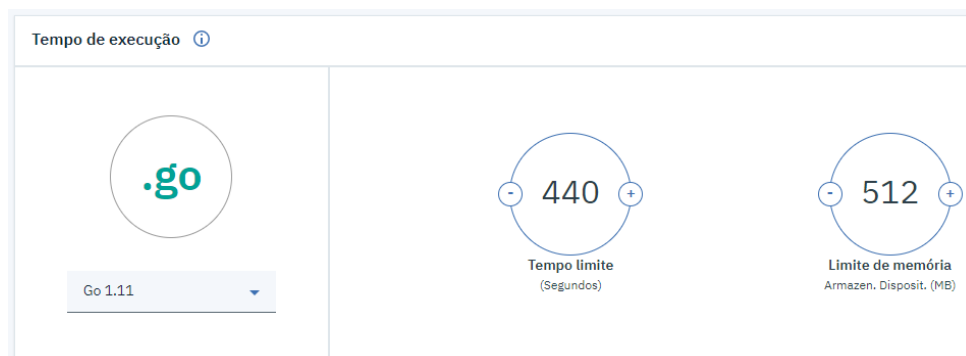 Tempo de execução
.go
Go 1.11
- 440 +
Tempo limite
(Segundos)
- 512 +
Limite de memória
Armazen. Disposit. (MB)